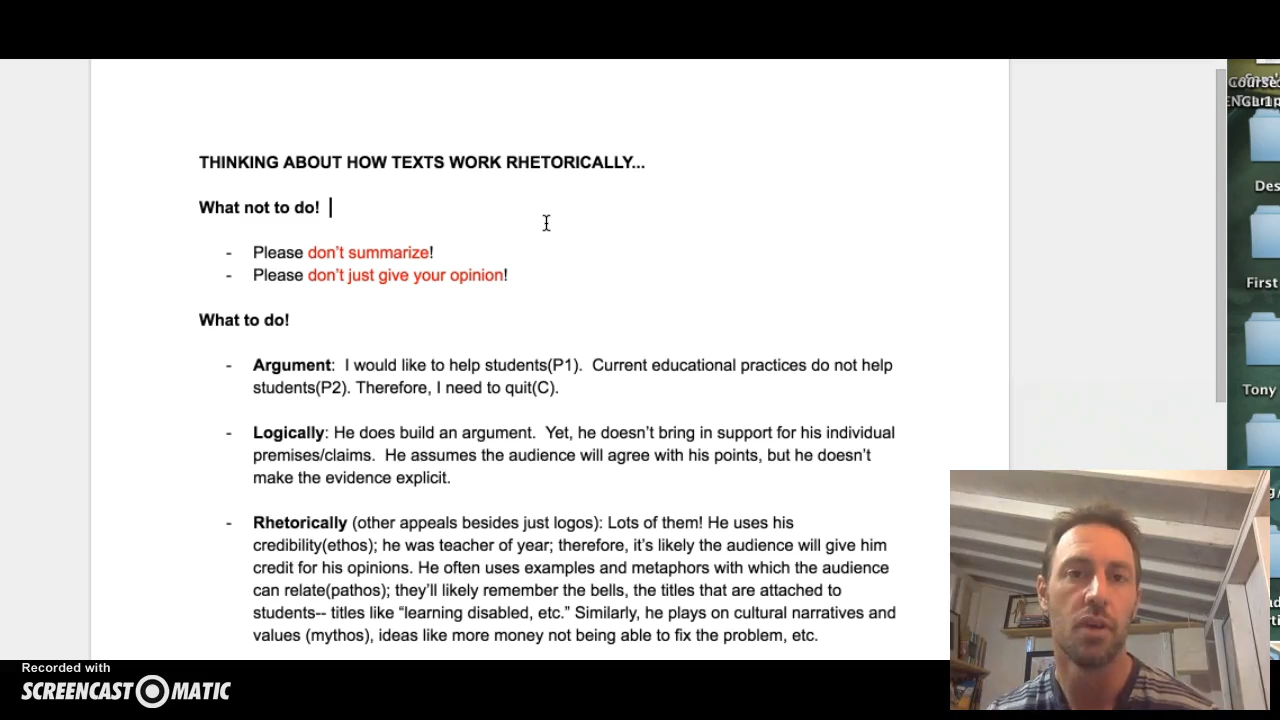 THINKING ABOUT HOW TEXTS WORK RHETORICALLY...
What not to do!
- Please don't summarize!
- Please don't just give your opinion!
What to do!
- Argument:  I would like to help students(P1).  Current educational practices do not help
students(P2). Therefore, I need to quit(C).
- Logically: He does build an argument.  Yet, he doesn't bring in support for his individual
premises/claims.  He assumes the audience will agree with his points, but he doesn't
make the evidence explicit.
- Rhetorically (other appeals besides just logos): Lots of them! He uses his
credibility(ethos); he was teacher of year; therefore, it's likely the audience will give him
credit for his opinions. He often uses examples and metaphors with which the audience
can relate(pathos); they'll likely remember the bells, the titles that are attached to
students-- titles like “learning disabled, etc.” Similarly, he plays on cultural narratives and
values (mythos), ideas like more money not being able to fix the problem, etc.
Course
Des
First
Tony
Recorded with
SCREENCAST MATIC